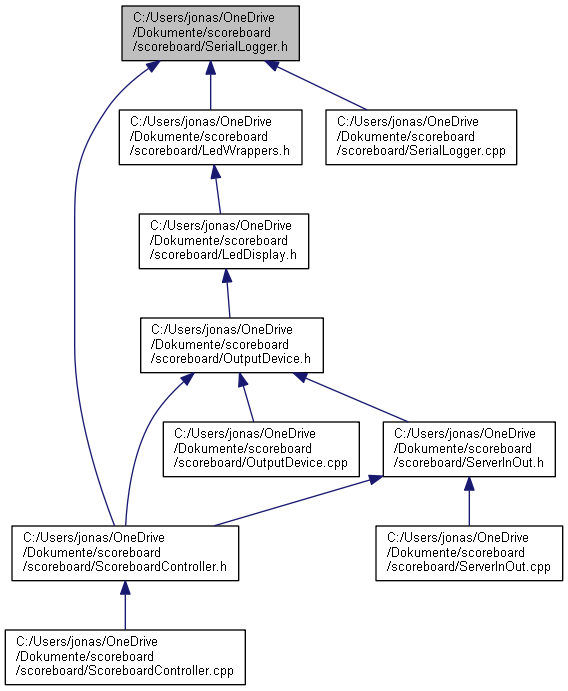 C:/Users/jonas/OneDrive
/Dokumente/scoreboard
/scoreboard/SerialLogger.h
C:/Users/jonas/OneDrive
/Dokumente/scoreboard
/scoreboard/LedWrappers.h
C:/Users/jonas/OneDrive
/Dokumente/scoreboard
/scoreboard/SerialLogger.cpp
C:/Users/jonas/OneDrive
/Dokumente/scoreboard
/scoreboard/LedDisplay.h
C:/Users/jonas/OneDrive
/Dokumente/scoreboard
/scoreboard/OutputDevice.h
C:/Users/jonas/OneDrive
/Dokumente/scoreboard
/scoreboard/OutputDevice.cpp
C:/Users/jonas/OneDrive
/Dokumente/scoreboard
/scoreboard/ServerInOut.h
C:/Users/jonas/OneDrive
/Dokumente/scoreboard
/scoreboard/ScoreboardController.h
C:/Users/jonas/OneDrive
/Dokumente/scoreboard
/scoreboard/ServerInOut.cpp
C:/Users/jonas/OneDrive
/Dokumente/scoreboard
/scoreboard/ScoreboardController.cpp